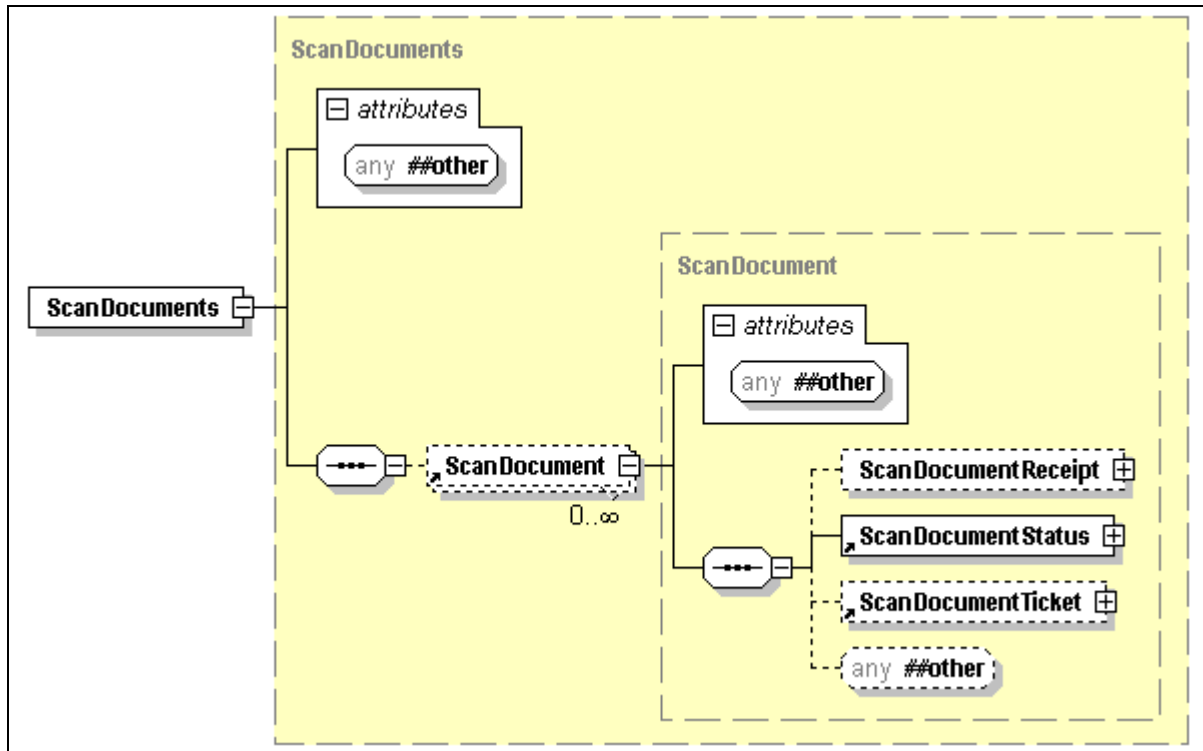 ScanDocuments
attributes
any ##other
ScanDocuments
ScanDocument
attributes
any ##other
ScanDocument
0..∞
ScanDocumentReceipt
ScanDocumentStatus
ScanDocumentTicket
any ##other